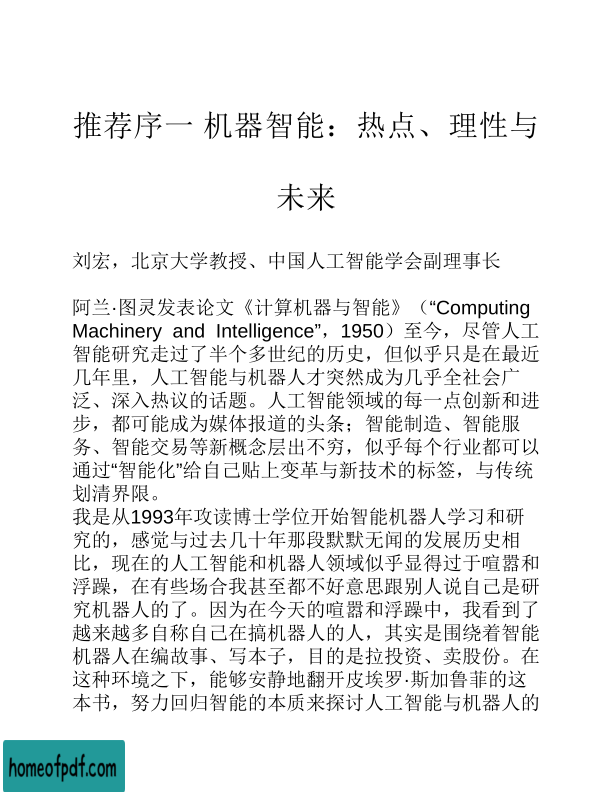 推荐序一 机器智能：热点、理性与
未来
刘宏，北京大学教授、中国人工智能学会副理事长
阿兰·图灵发表论文《计算机器与智能》（“Computing
Machinery and Intelligence”，1950）至今，尽管人工
智能研究走过了半个多世纪的历史，但似乎只是在最近
几年里，人工智能与机器人才突然成为几乎全社会广
泛、深入热议的话题。人工智能领域的每一点创新和进
步，都可能成为媒体报道的头条；智能制造、智能服
务、智能交易等新概念层出不穷，似乎每个行业都可以
通过“智能化”给自己贴上变革与新技术的标签，与传统
划清界限。
我是从1993年攻读博士学位开始智能机器人学习和研
究的，感觉与过去几十年那段默默无闻的发展历史相
比，现在的人工智能和机器人领域似乎显得过于喧嚣和
浮躁，在有些场合我甚至都不好意思跟别人说自己是研
究机器人的了。因为在今天的喧嚣和浮躁中，我看到了
越来越多自称自己在搞机器人的人，其实是围绕着智能
机器人在编故事、写本子，目的是拉投资、卖股份。在
这种环境之下，能够安静地翻开皮埃罗·斯加鲁菲的这
本书，努力回归智能的本质来探讨人工智能与机器人的
homeofpdf.com